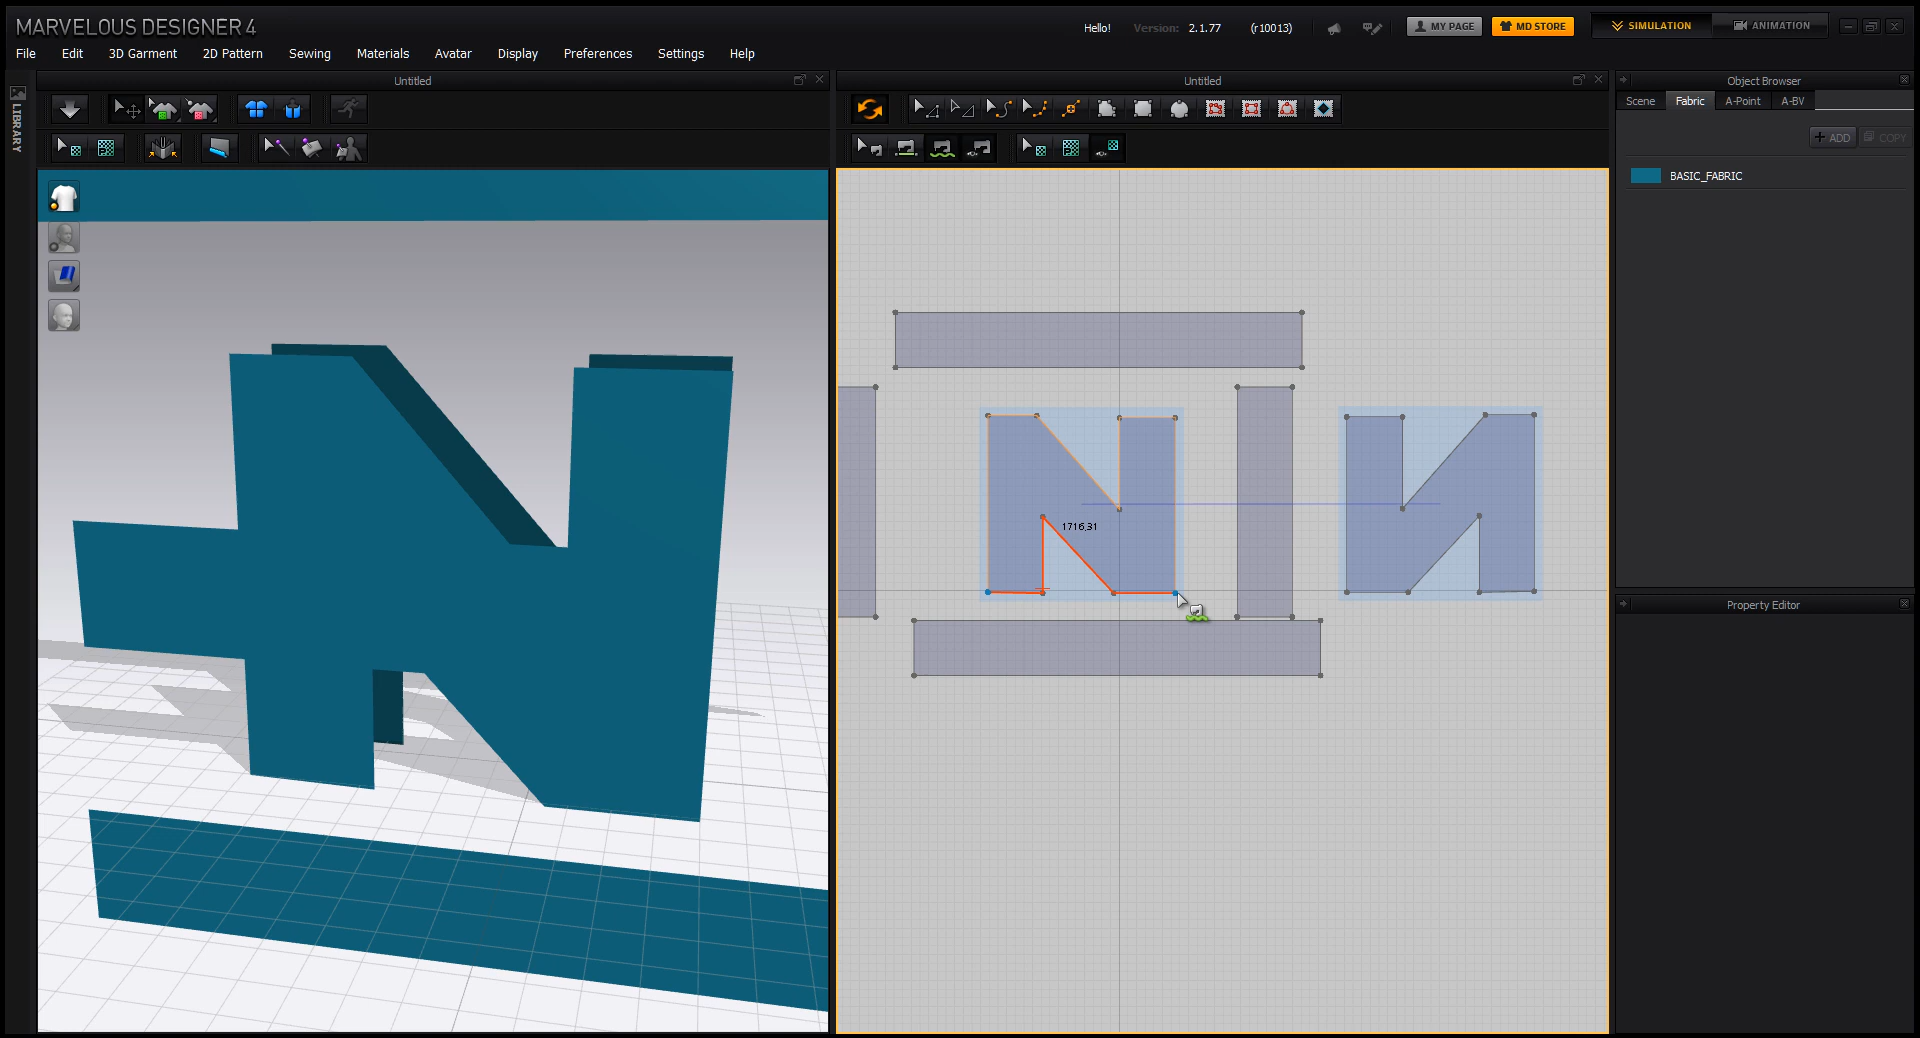 MARVELOUS DESIGNER 4
Hello! Version: 2.1.77 (r10013) MY PAGE MD STORE SIMULATION ANIMATION
File Edit 3D Garment 2D Pattern Sewing Materials Avatar Display Preferences Settings Help
Untitled Untitled Object Browser
LIBRARY
Scene Fabric A-Point A-BV
+ ADD COPY
BASIC_FABRIC
1716,31
Property Editor